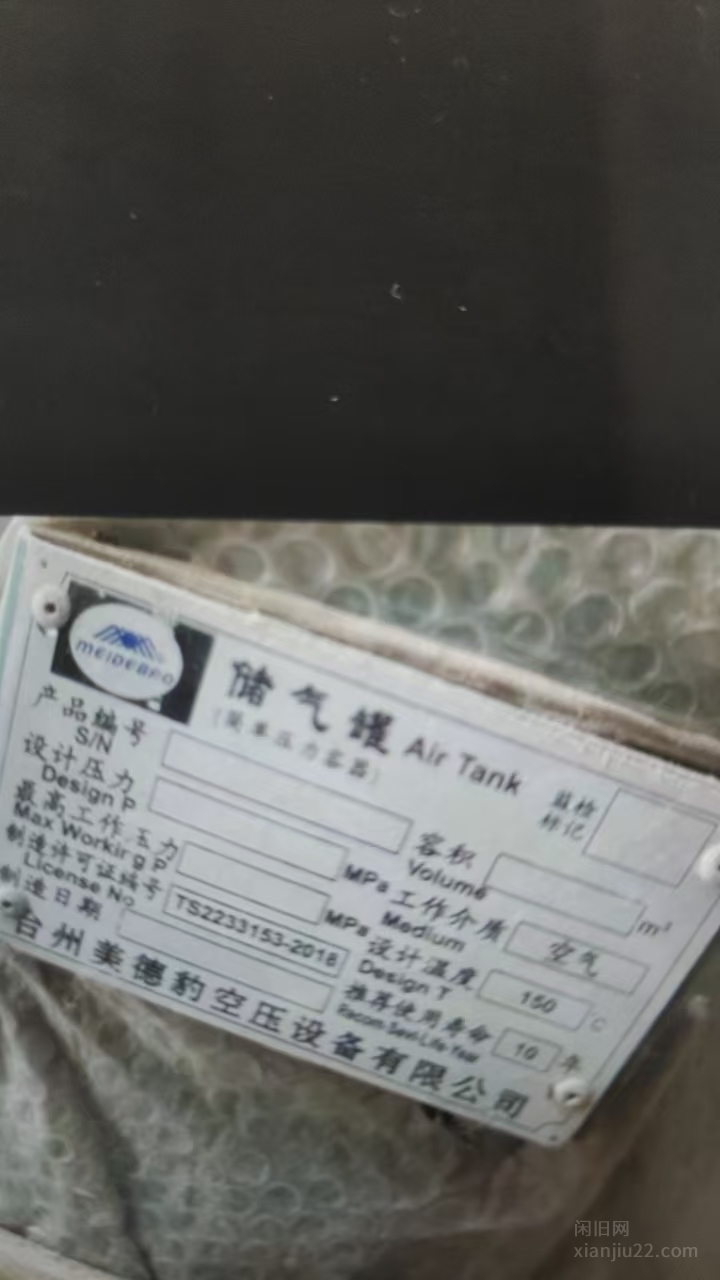 MEIDEBAO
储气罐 Air Tank
(简单压力容器)
监检
标记
产品编号
S/N
设计压力
Design P
MPa
最高工作压力
Max Working P
MPa
制造许可证编号
License No
TS2233153-2018
制造日期
容积
Volume
m³
工作介质
Medium
空气
设计温度
Design T
150
C
推荐使用寿命
Recom Serv Life Year
10
年
台州美德豹空压设备有限公司
闲旧网
xianjiu22.com